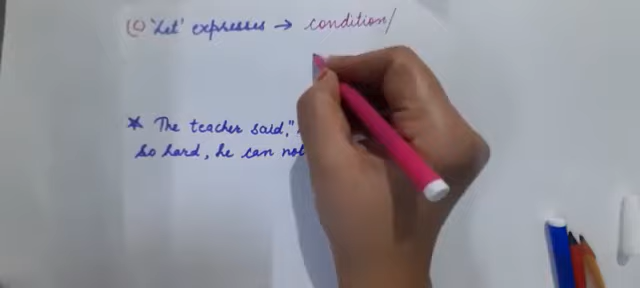 (c) 'Let' expresses → condition/
* The teacher said,"
So hard, he can not